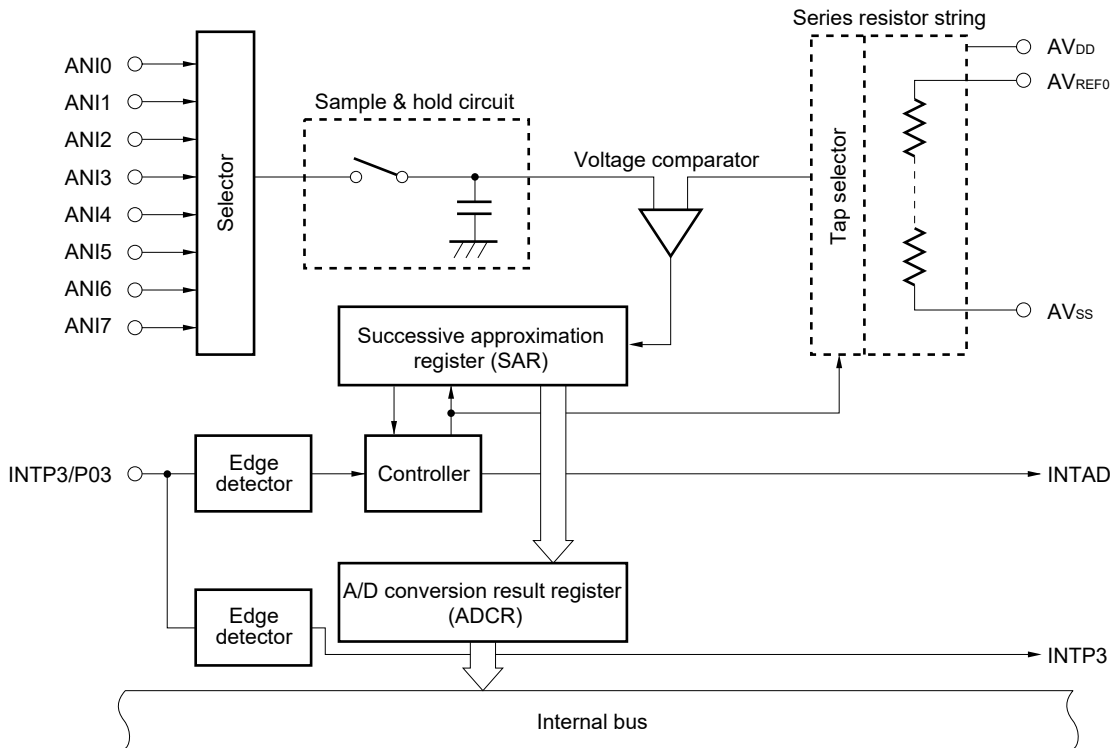 Series resistor string
ANI0
ANI1
ANI2
ANI3
ANI4
ANI5
ANI6
ANI7
Selector
Sample & hold circuit
Voltage comparator
Tap selector
AVDD
AVREF0
AVSS
Successive approximation
register (SAR)
INTP3/P03
Edge
detector
Controller
INTAD
A/D conversion result register
(ADCR)
Edge
detector
INTP3
Internal bus